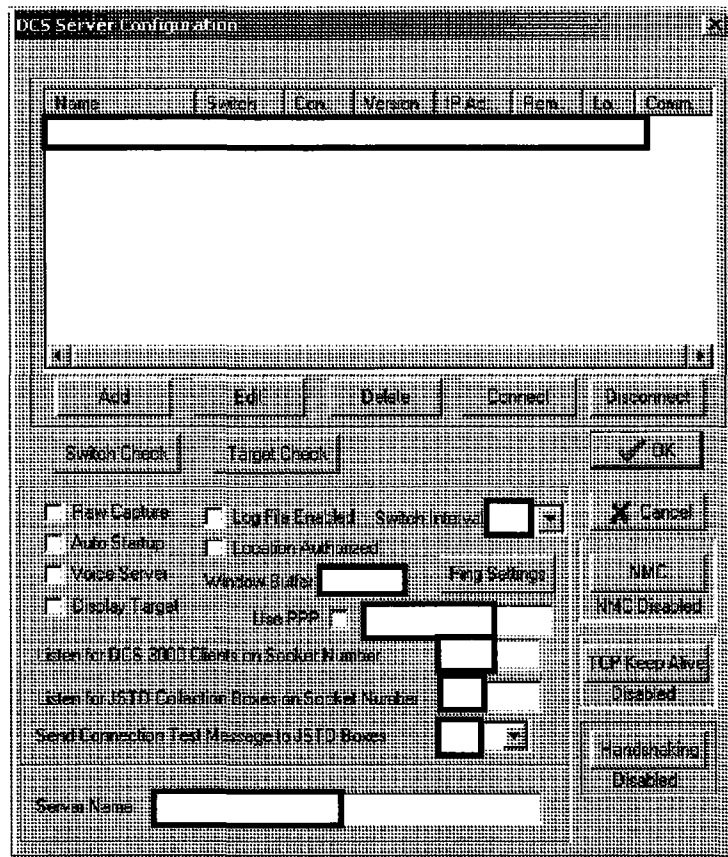 DCS Server Configuration
Name Switch Con... Version IP Ad... Rem... Lo... Comm...
Add Edit Delete Connect Disconnect
Switch Check Target Check OK
Raw Capture Log File Enabled Switch Interval Cancel
Auto Startup Location Authorized
Voice Server Window Buffer Ping Settings NMC
Display Target Use PPP NMC Disabled
Listen for DCS 3000 Clients on Socket Number TCP Keep Alive
Listen for JSTD Collection Boxes on Socket Number Disabled
Send Connection Test Message to JSTD Boxes Handshaking
Disabled
Server Name